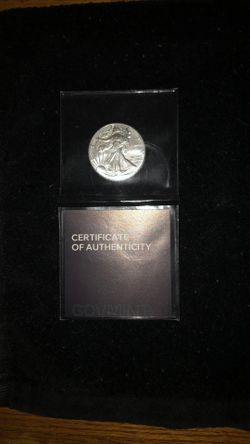 CERTIFICATE
OF AUTHENTICITY
GOVMINT